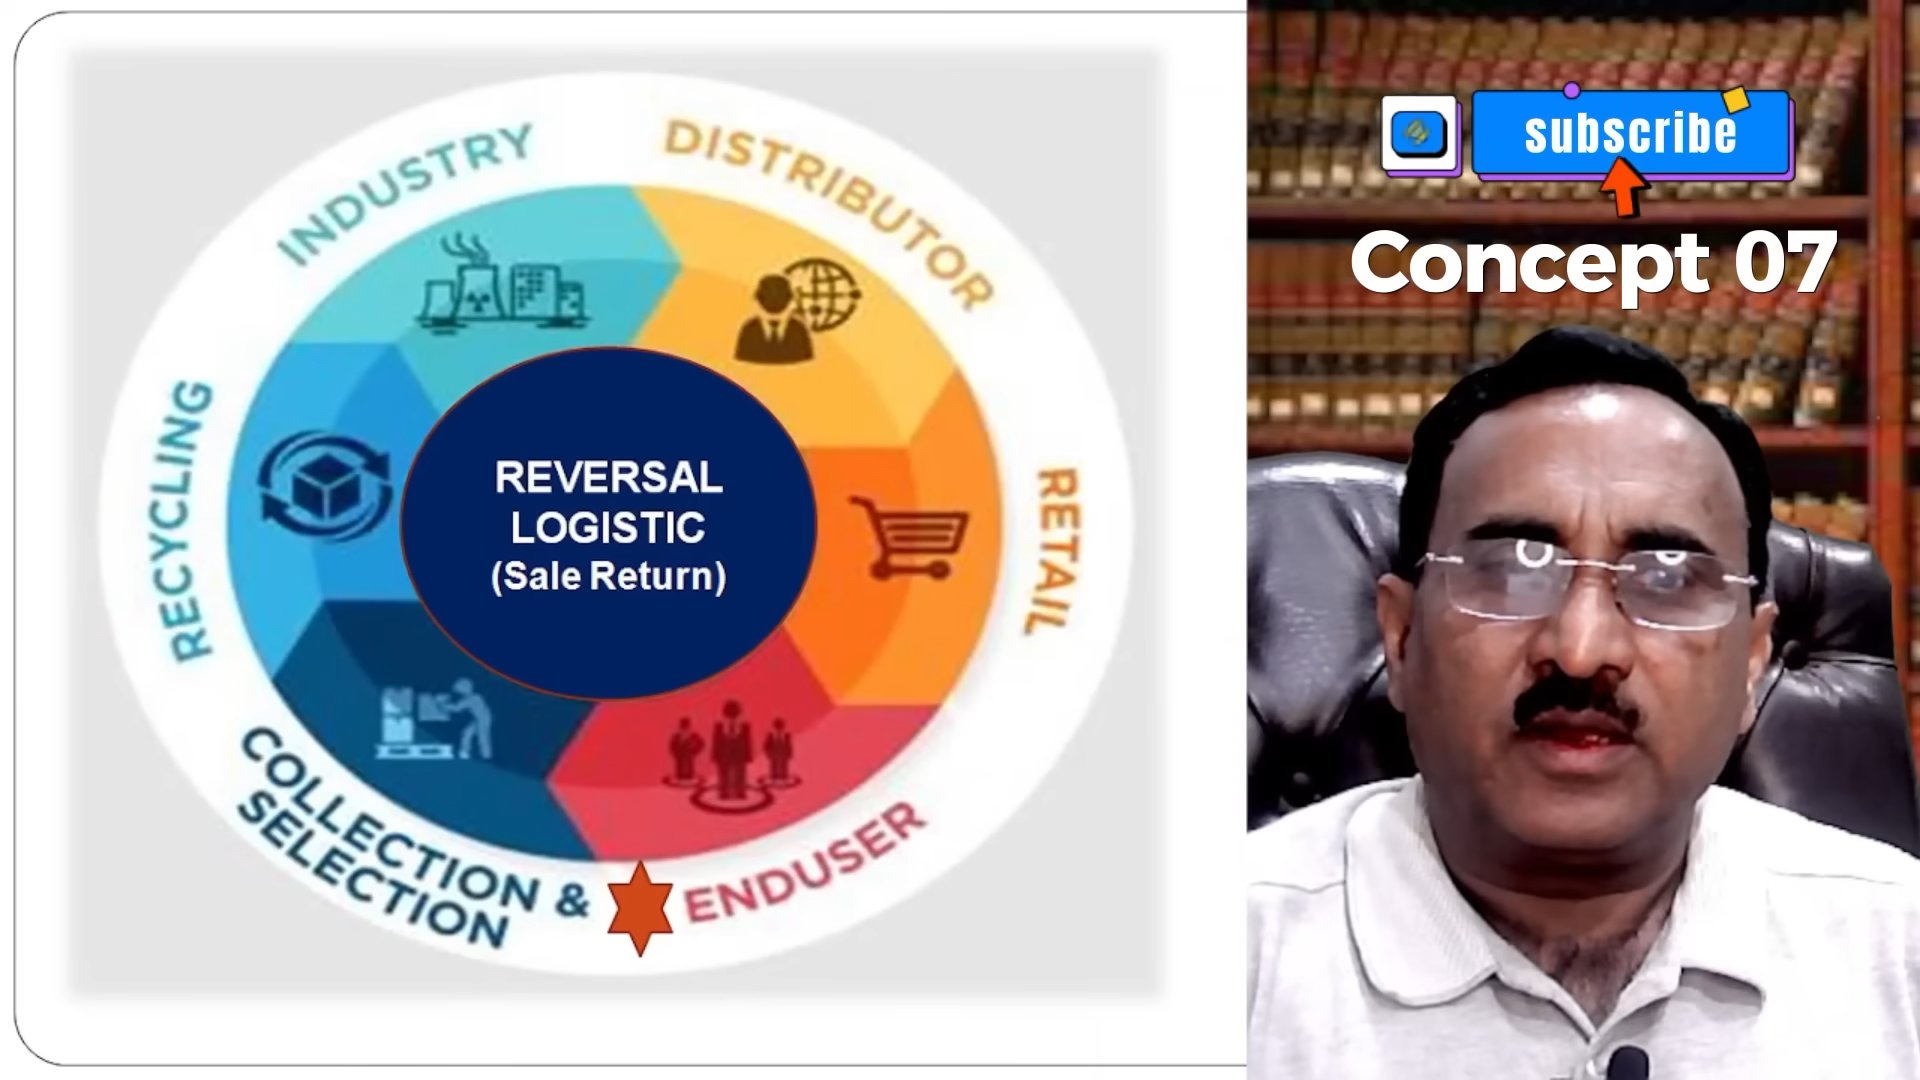 INDUSTRY
DISTRIBUTOR
RETAIL
ENDUSER
COLLECTION &
SELECTION
RECYCLING
REVERSAL
LOGISTIC
(Sale Return)
subscribe
Concept 07